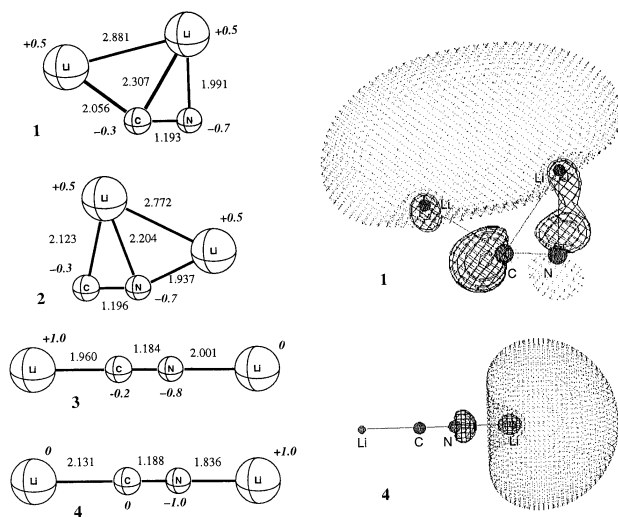 +0.5
Li
2.881
+0.5
Li
2.307
1.991
2.056
C
N
-0.3
-0.7
1.193
1
+0.5
Li
2.772
+0.5
Li
2.123
2.204
-0.3
1.937
C
N
-0.7
1.196
2
+1.0
Li
1.960
C
-0.2
1.184
N
-0.8
2.001
Li
0
3
0
Li
2.131
C
0
1.188
N
-1.0
1.836
Li
+1.0
4
Li
Li
C
N
1
Li
C
N
Li
4